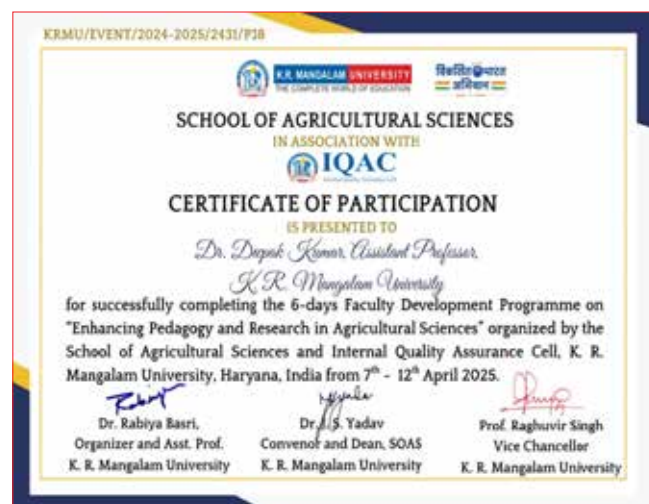 KRMU/EVENT/2024-2025/2431/P38
K.R. MANGALAM UNIVERSITY
THE COMPLETE WORLD OF EDUCATION
विकसित भारत
अभियान
SCHOOL OF AGRICULTURAL SCIENCES
IN ASSOCIATION WITH
IQAC
CERTIFICATE OF PARTICIPATION
IS PRESENTED TO
Dr. Deepak Kumar, Assistant Professor,
K. R. Mangalam University
for successfully completing the 6-days Faculty Development Programme on
"Enhancing Pedagogy and Research in Agricultural Sciences" organized by the
School of Agricultural Sciences and Internal Quality Assurance Cell, K. R.
Mangalam University, Haryana, India from 7th - 12th April 2025.
Dr. Rabiya Basri, Dr. J. S. Yadav Prof. Raghuvir Singh
Organizer and Asst. Prof. Convenor and Dean, SOAS Vice Chancellor
K. R. Mangalam University K. R. Mangalam University K. R. Mangalam University